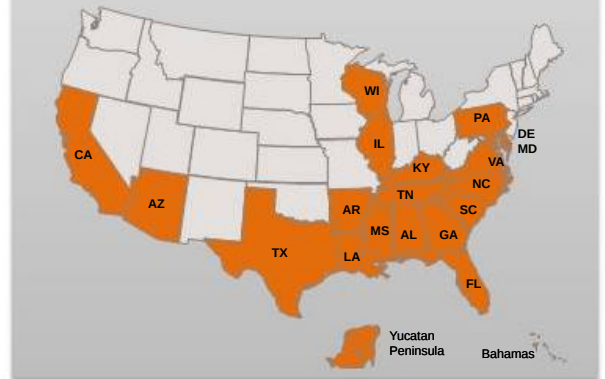 WI
PA
DE
MD
CA
IL
VA
KY
NC
AZ
TN
AR
SC
MS
AL
GA
TX
LA
FL
Yucatan
Peninsula
Bahamas